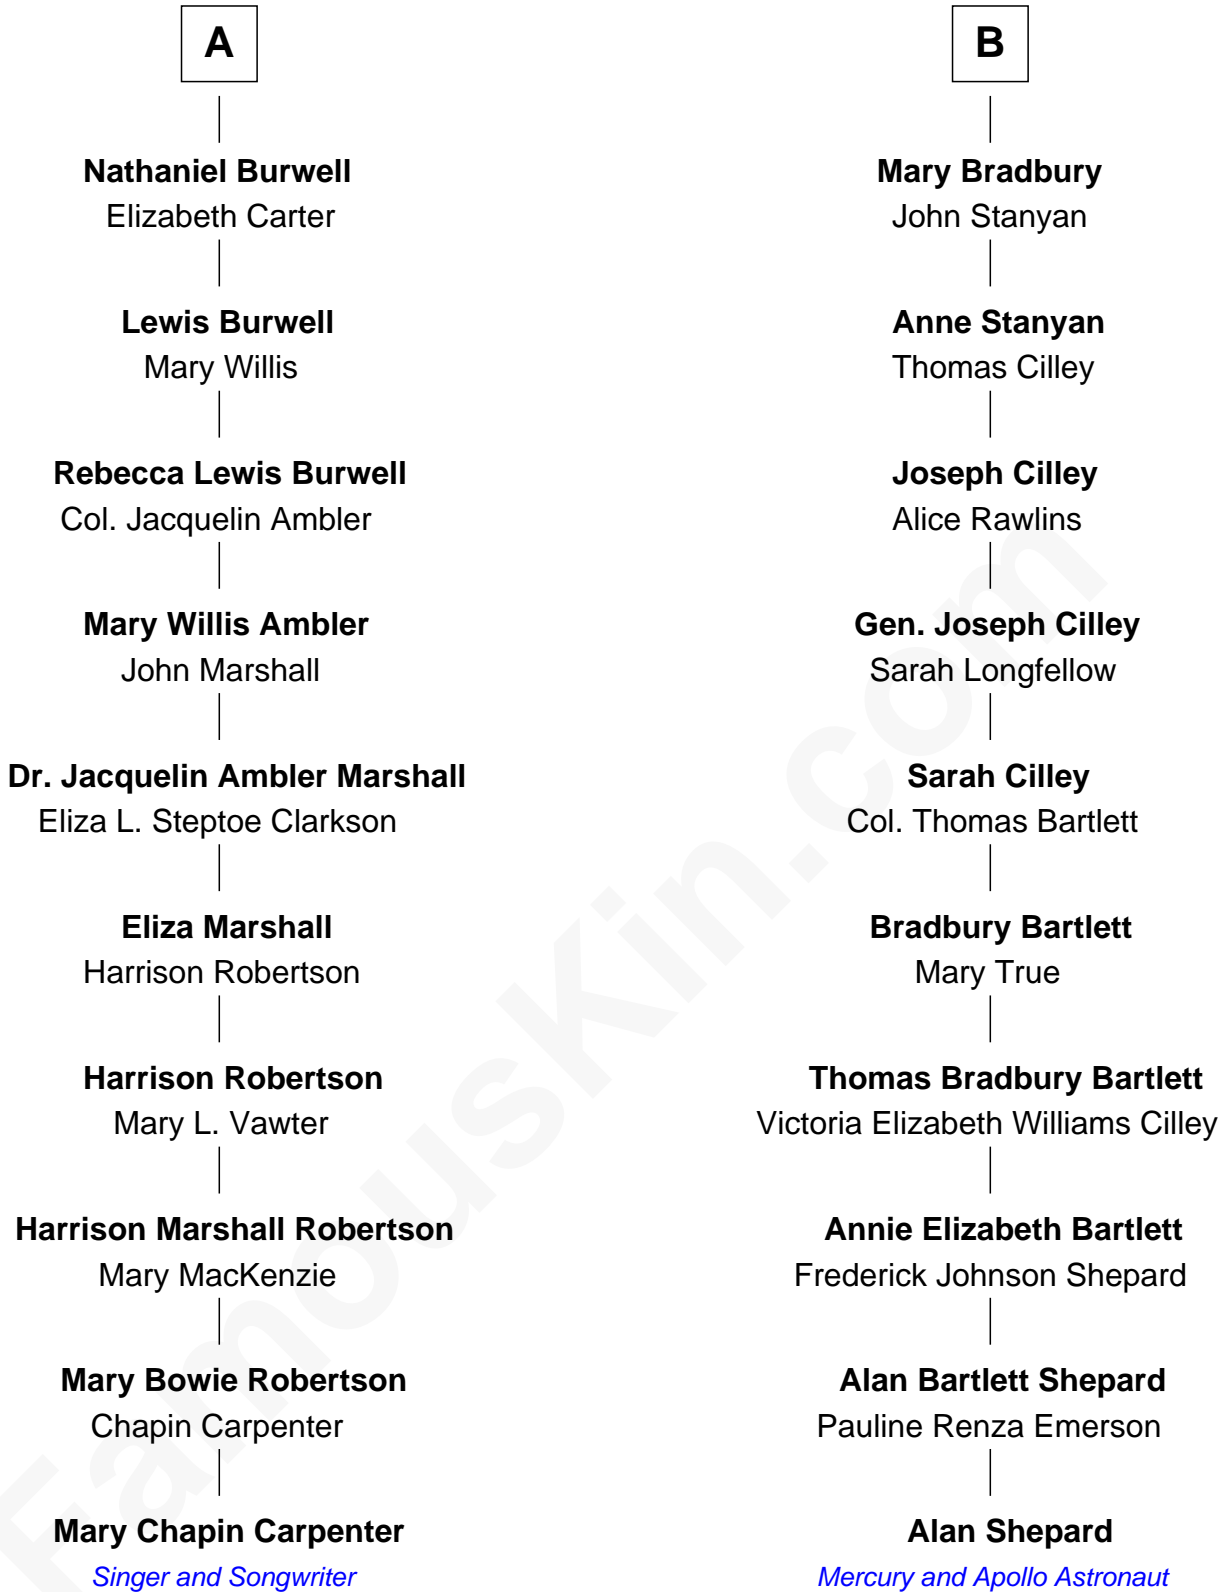 A
Nathaniel Burwell
Elizabeth Carter
Lewis Burwell
Mary Willis
Rebecca Lewis Burwell
Col. Jacquelin Ambler
Mary Willis Ambler
John Marshall
Dr. Jacquelin Ambler Marshall
Eliza L. Steptoe Clarkson
Eliza Marshall
Harrison Robertson
Harrison Robertson
Mary L. Vawter
Harrison Marshall Robertson
Mary MacKenzie
Mary Bowie Robertson
Chapin Carpenter
Mary Chapin Carpenter
Singer and Songwriter
B
Mary Bradbury
John Stanyan
Anne Stanyan
Thomas Cilley
Joseph Cilley
Alice Rawlins
Gen. Joseph Cilley
Sarah Longfellow
Sarah Cilley
Col. Thomas Bartlett
Bradbury Bartlett
Mary True
Thomas Bradbury Bartlett
Victoria Elizabeth Williams Cilley
Annie Elizabeth Bartlett
Frederick Johnson Shepard
Alan Bartlett Shepard
Pauline Renza Emerson
Alan Shepard
Mercury and Apollo Astronaut
FamousKin.com